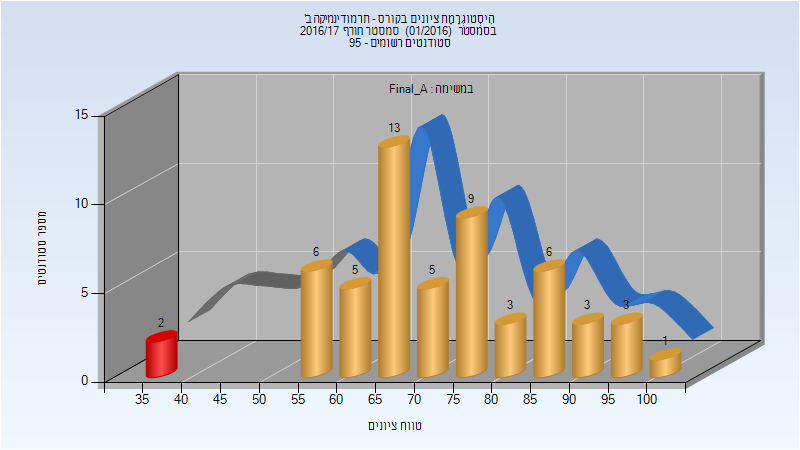 היסטוגרמת ציונים בקורס - תרמודינמיקה ב'
בסמסטר (01/2016) סמסטר חורף 2016/17
סטודנטים רשומים - 95
במשימה : Final_A
מספר סטודנטים
15
10
5
0
2
6
5
13
5
9
3
6
3
3
1
35 40 45 50 55 60 65 70 75 80 85 90 95 100
טווח ציונים